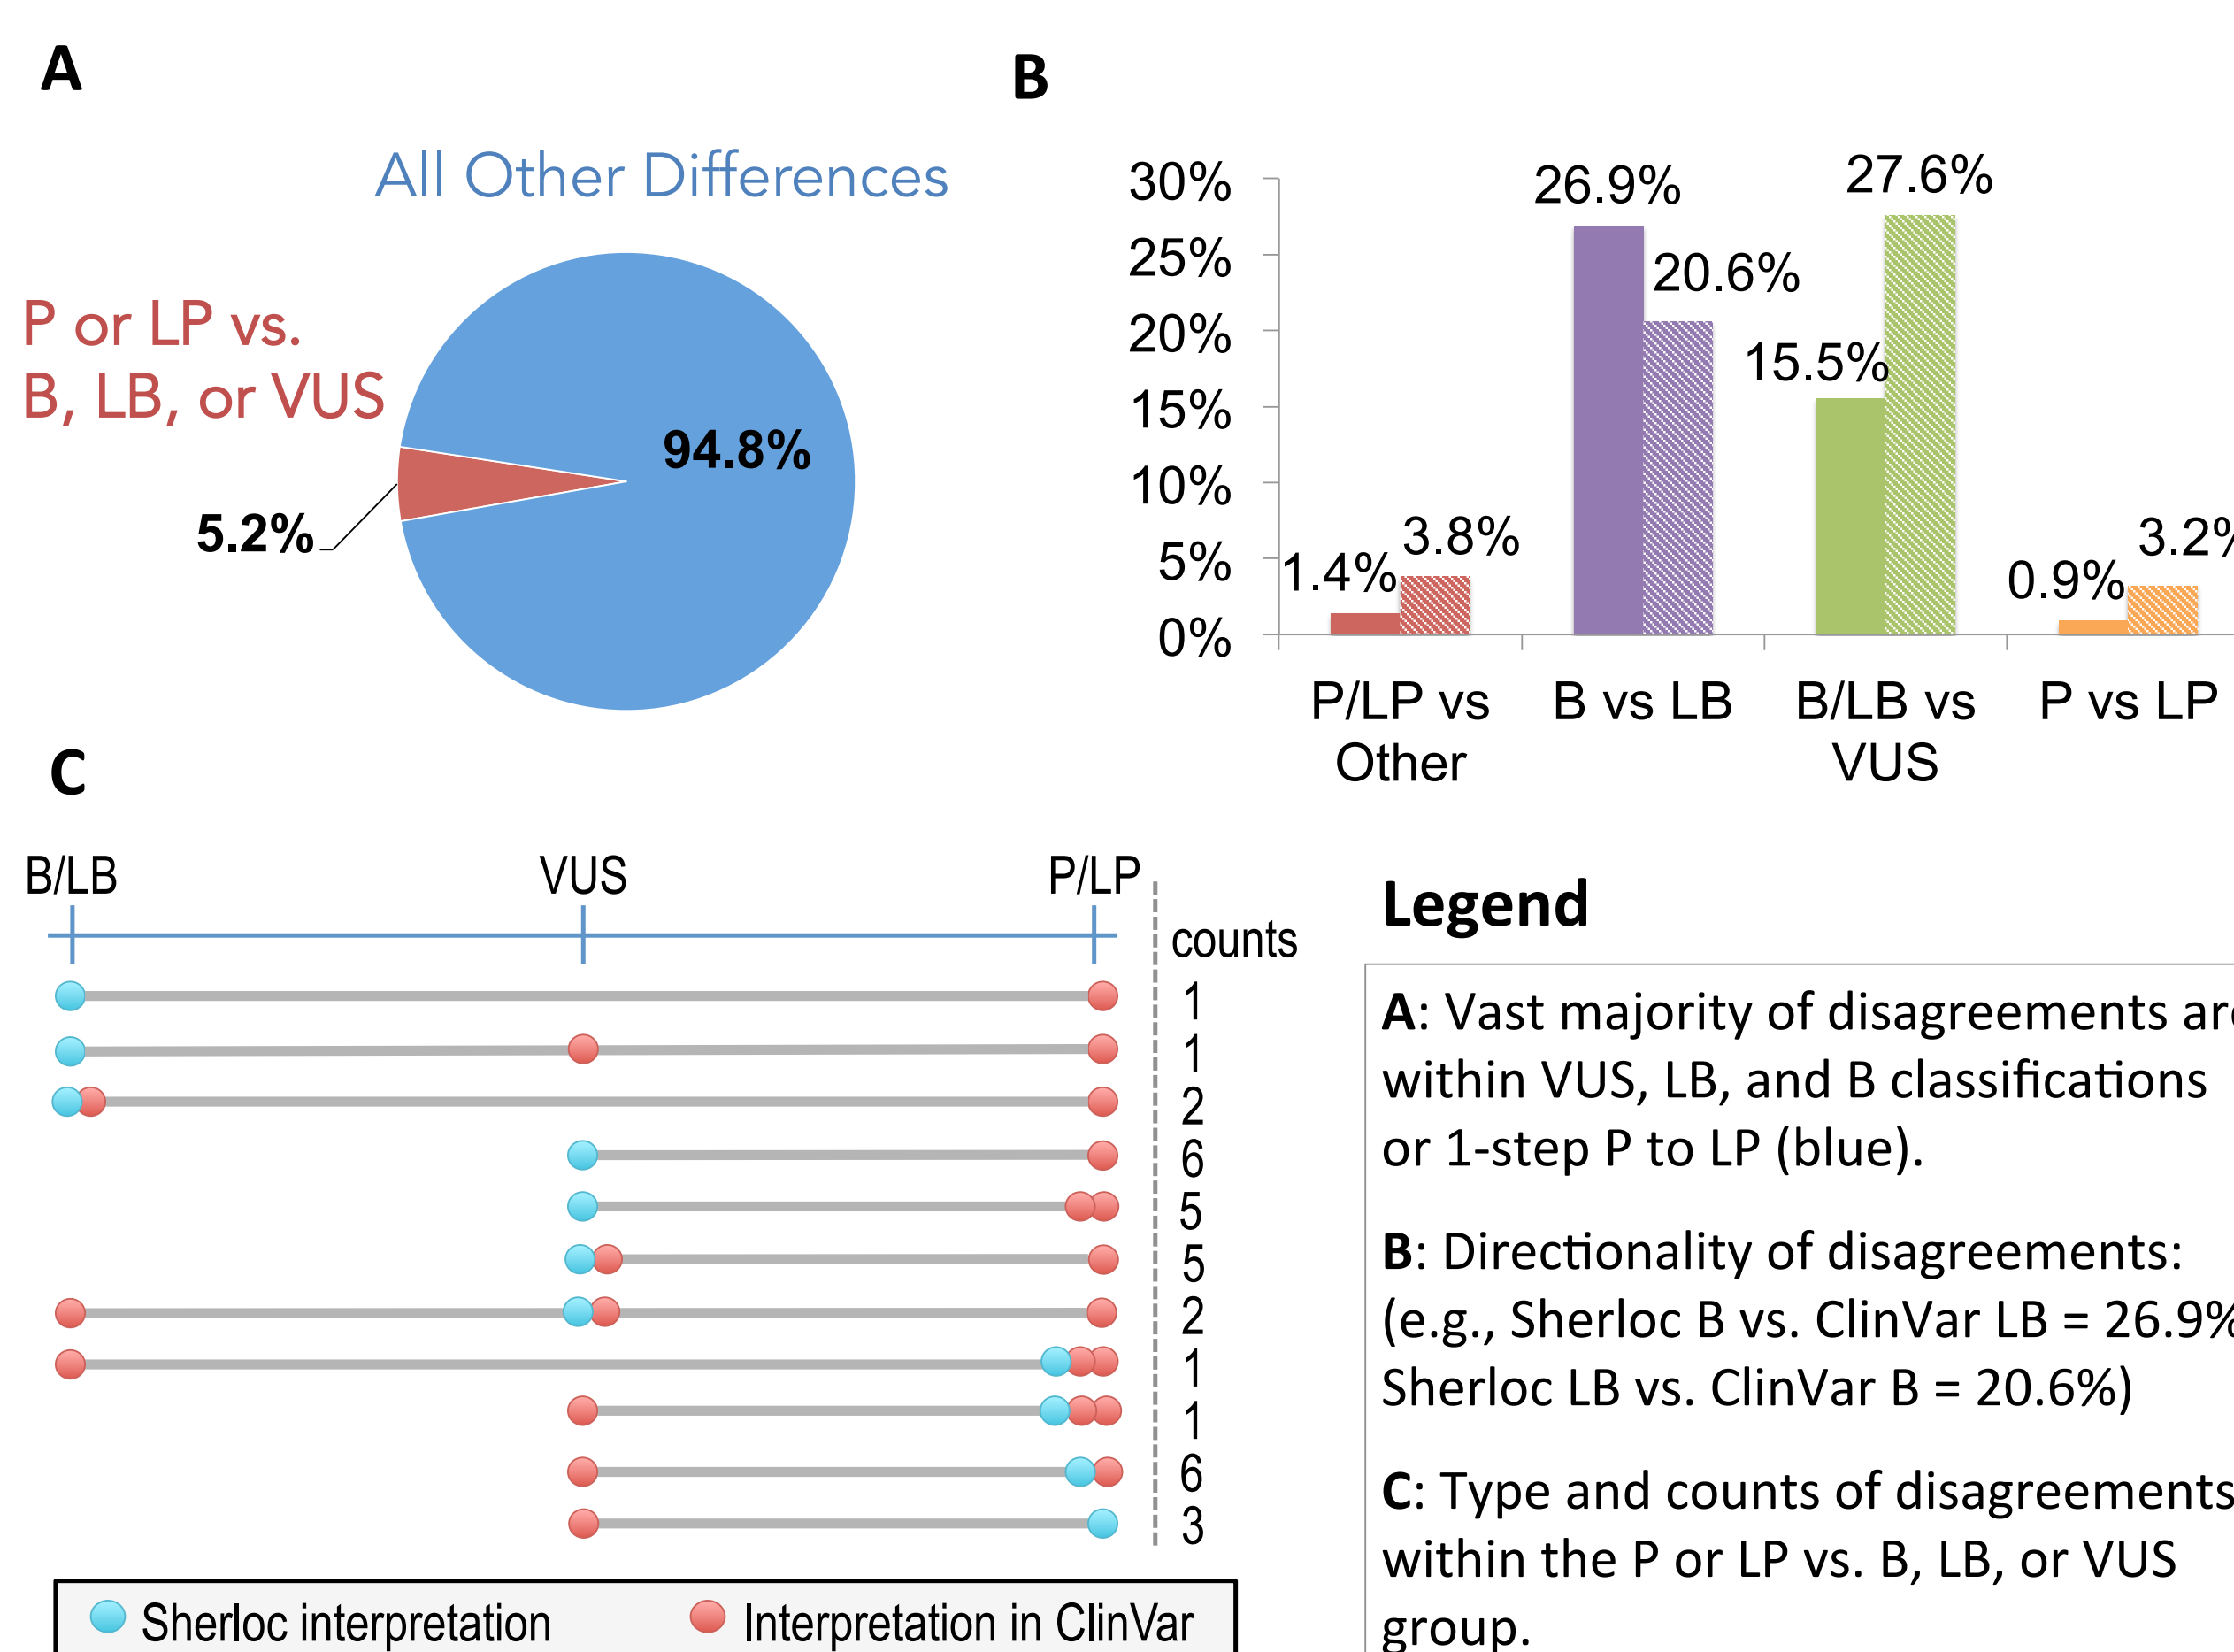 A
All Other Differences
P or LP vs.
B, LB, or VUS
94.8%
5.2%
B
30%
25%
20%
15%
10%
5%
0%
1.4%
3.8%
26.9%
20.6%
15.5%
27.6%
0.9%
3.2%
P/LP vs
Other
B vs LB
B/LB vs
VUS
P vs LP
C
B/LB
VUS
P/LP
counts
1
1
2
6
5
5
2
1
1
6
3
Sherloc interpretation
Interpretation in ClinVar
Legend
A: Vast majority of disagreements are
within VUS, LB, and B classifications
or 1-step P to LP (blue).
B: Directionality of disagreements:
(e.g., Sherloc B vs. ClinVar LB = 26.9%
Sherloc LB vs. ClinVar B = 20.6%)
C: Type and counts of disagreements
within the P or LP vs. B, LB, or VUS
group.